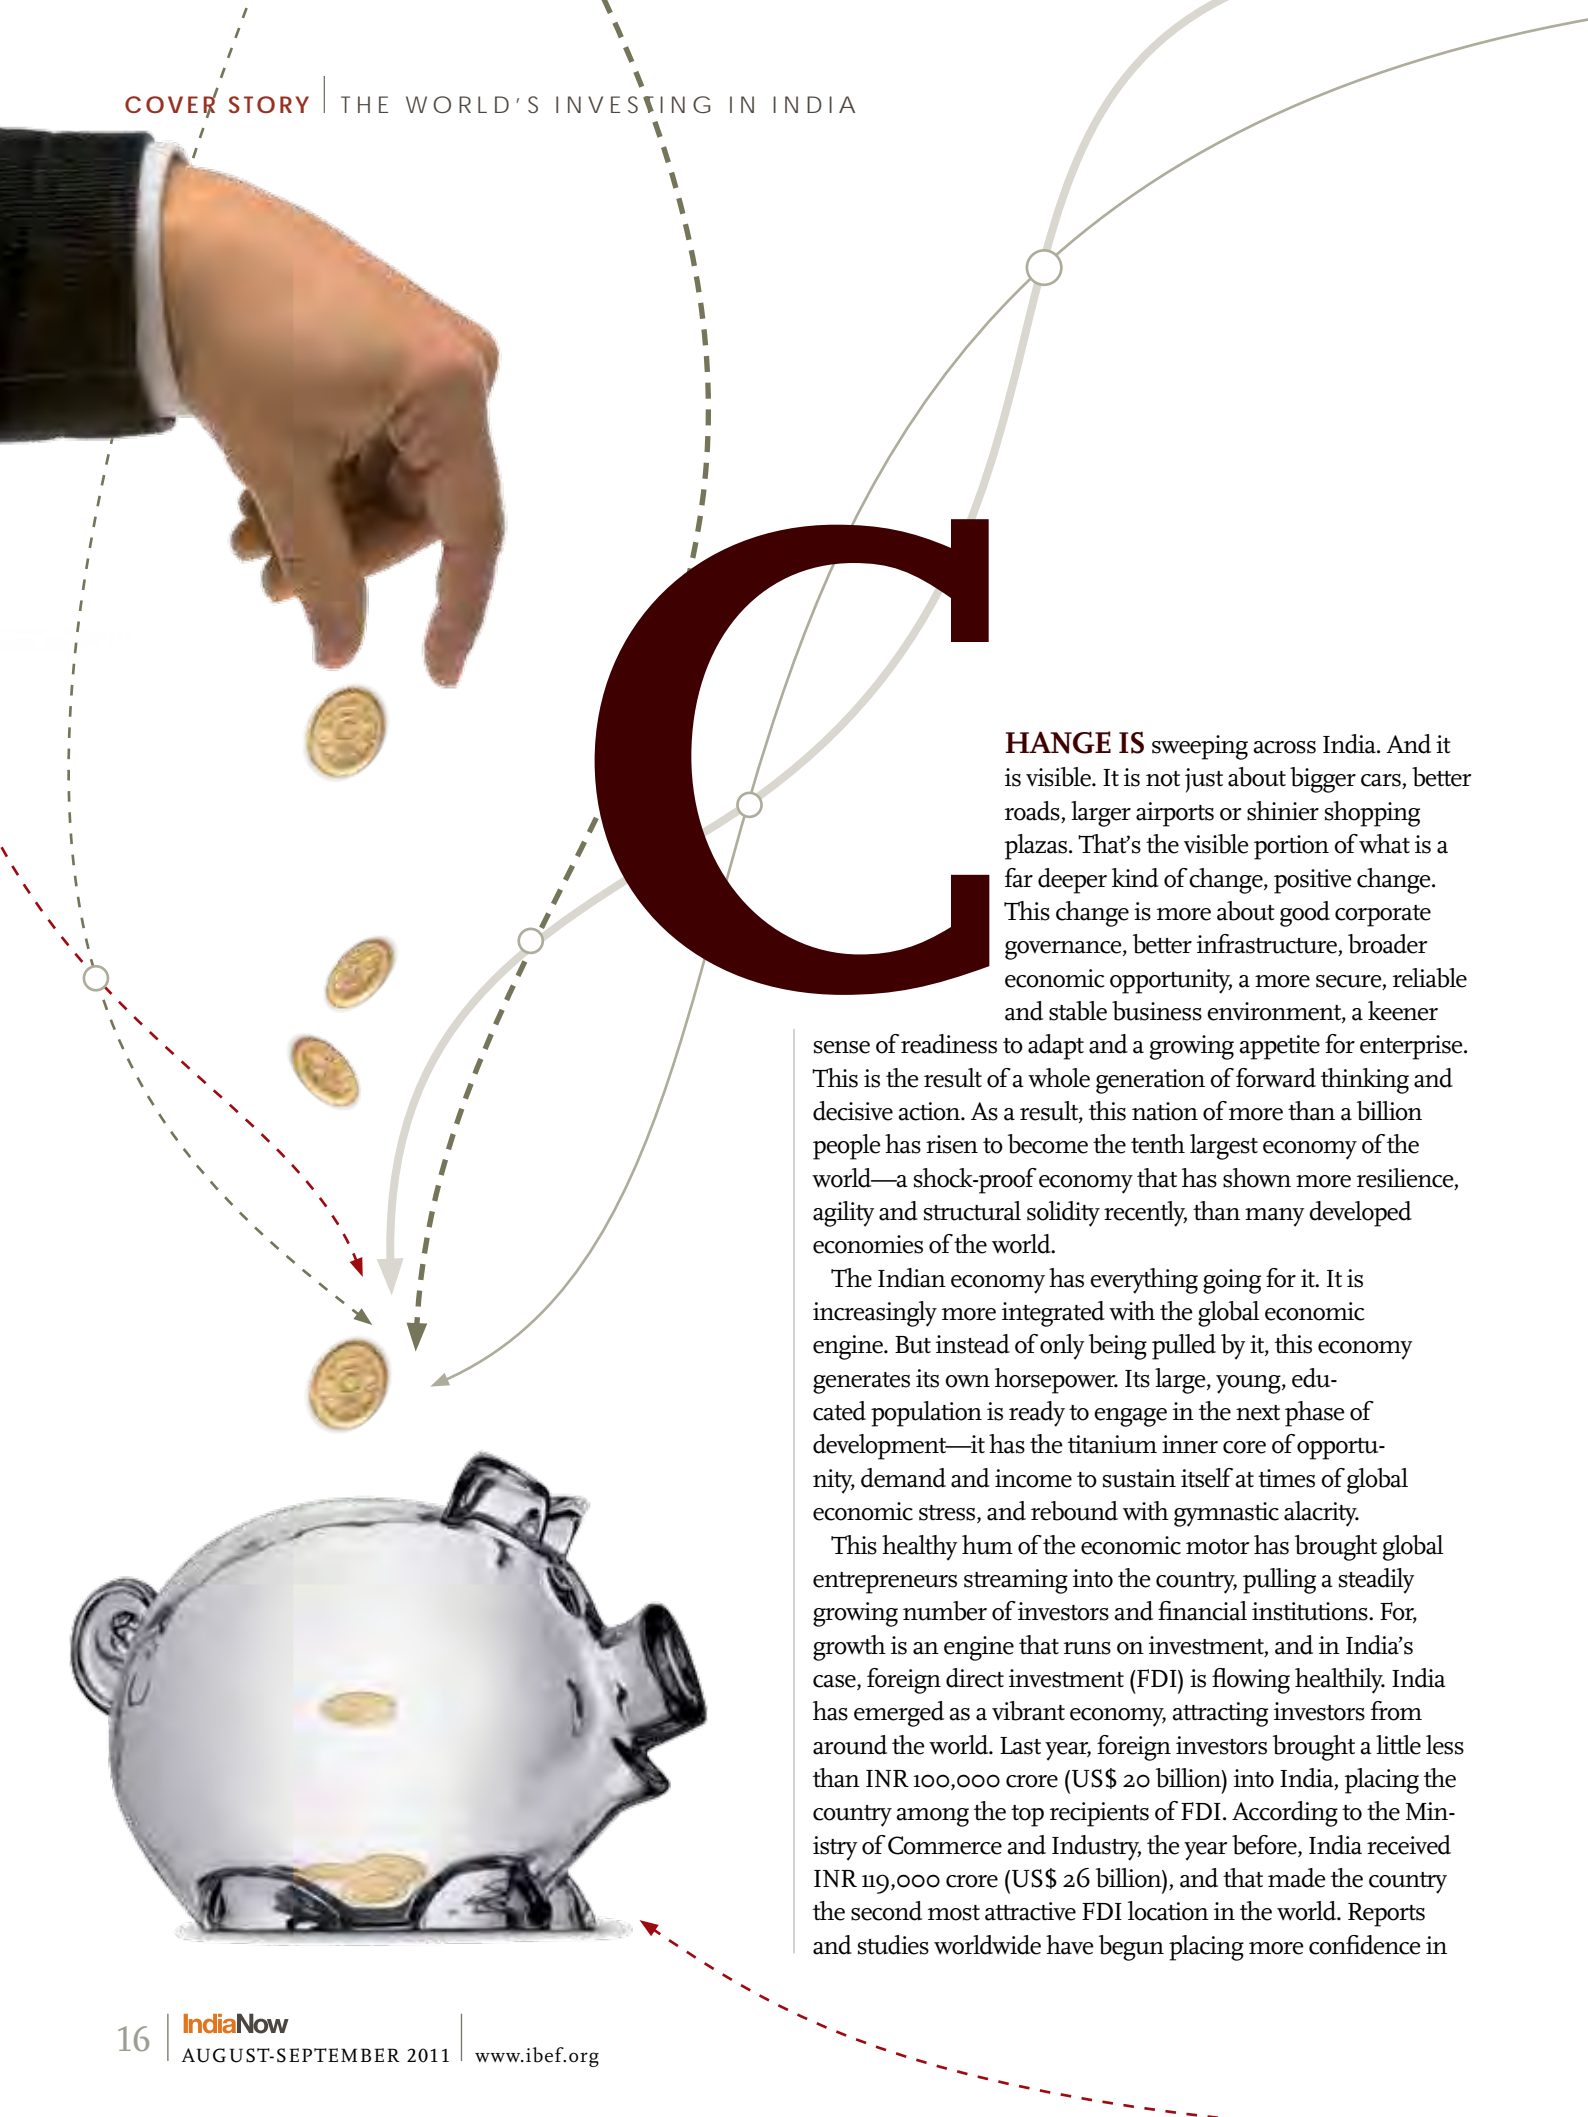 COVER STORY | THE WORLD'S INVESTING IN INDIA
CHANGE IS sweeping across India. And it
is visible. It is not just about bigger cars, better
roads, larger airports or shinier shopping
plazas. That's the visible portion of what is a
far deeper kind of change, positive change.
This change is more about good corporate
governance, better infrastructure, broader
economic opportunity, a more secure, reliable
and stable business environment, a keener
sense of readiness to adapt and a growing appetite for enterprise.
This is the result of a whole generation of forward thinking and
decisive action. As a result, this nation of more than a billion
people has risen to become the tenth largest economy of the
world—a shock-proof economy that has shown more resilience,
agility and structural solidity recently, than many developed
economies of the world.
The Indian economy has everything going for it. It is
increasingly more integrated with the global economic
engine. But instead of only being pulled by it, this economy
generates its own horsepower. Its large, young, edu-
cated population is ready to engage in the next phase of
development—it has the titanium inner core of opportu-
nity, demand and income to sustain itself at times of global
economic stress, and rebound with gymnastic alacrity.
This healthy hum of the economic motor has brought global
entrepreneurs streaming into the country, pulling a steadily
growing number of investors and financial institutions. For,
growth is an engine that runs on investment, and in India's
case, foreign direct investment (FDI) is flowing healthily. India
has emerged as a vibrant economy, attracting investors from
around the world. Last year, foreign investors brought a little less
than INR 100,000 crore (US$ 20 billion) into India, placing the
country among the top recipients of FDI. According to the Min-
istry of Commerce and Industry, the year before, India received
INR 119,000 crore (US$ 26 billion), and that made the country
the second most attractive FDI location in the world. Reports
and studies worldwide have begun placing more confidence in
16 | IndiaNow
AUGUST-SEPTEMBER 2011 | www.ibef.org